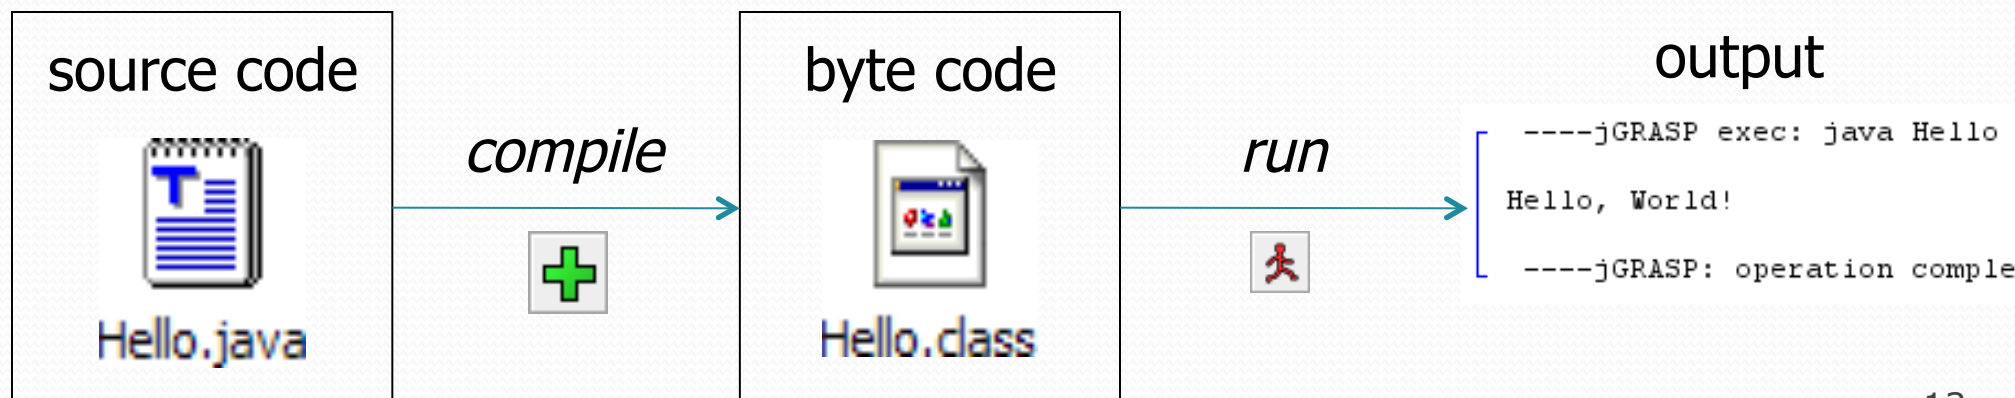 source code
Hello.java
compile
byte code
Hello.class
run
output
----jGRASP exec: java Hello
Hello, World!
----jGRASP: operation comple